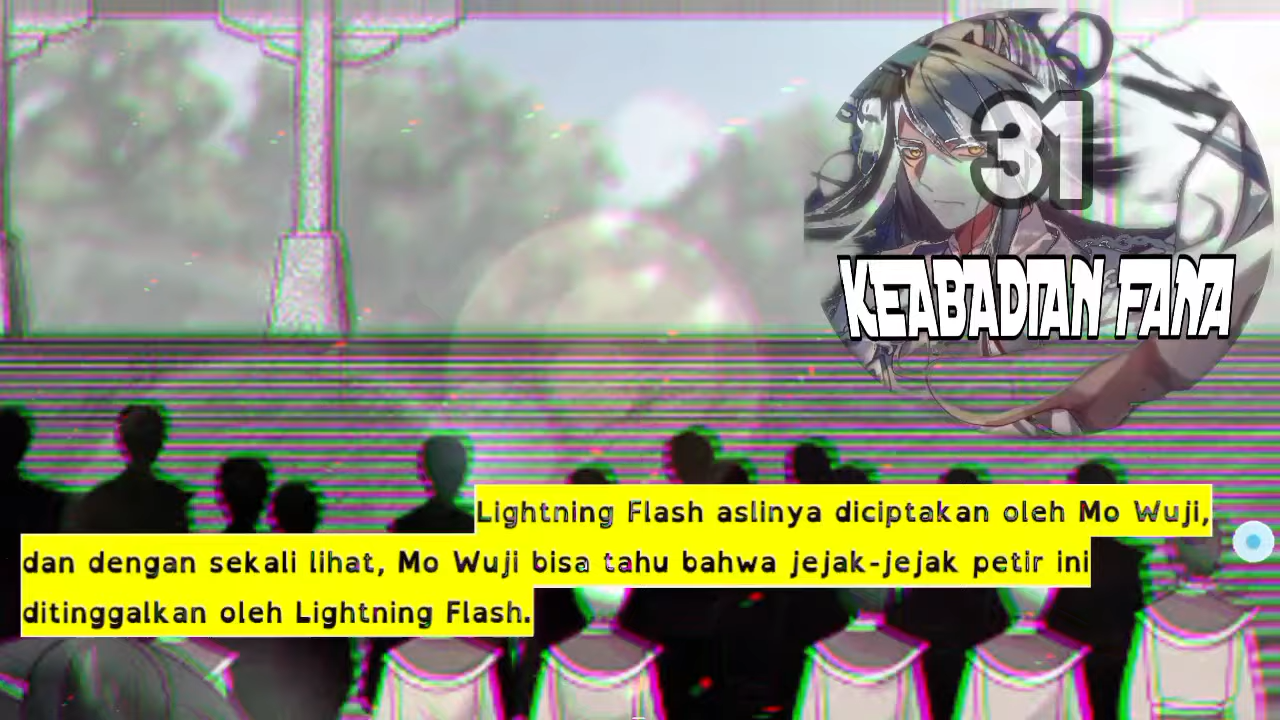 31
KEABADIAN FANA
Lightning Flash aslinya diciptakan oleh Mo Wuji,
dan dengan sekali lihat, Mo Wuji bisa tahu bahwa jejak-jejak petir ini
ditinggalkan oleh Lightning Flash.